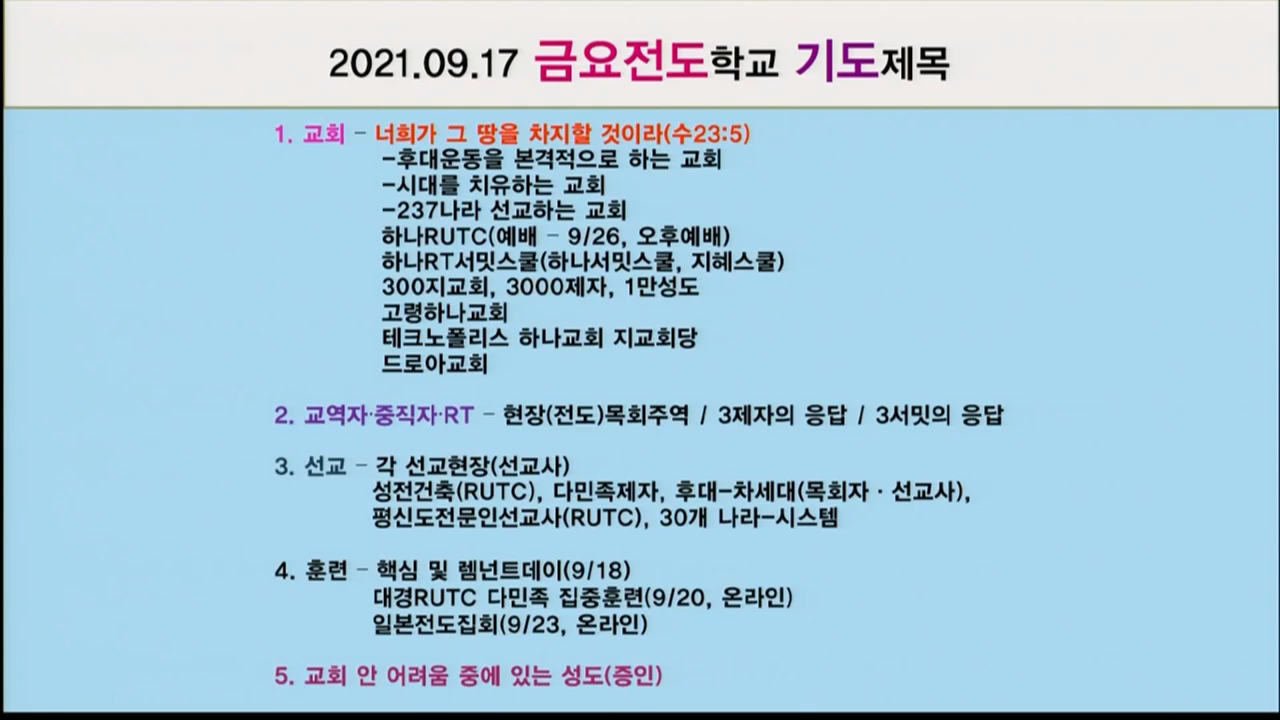 2021.09.17 금요전도학교 기도제목
1. 교회 - 너희가 그 땅을 차지할 것이라(수23:5)
-후대운동을 본격적으로 하는 교회
-시대를 치유하는 교회
-237나라 선교하는 교회
하나RUTC(예배 - 9/26, 오후예배)
하나RT서밋스쿨(하나서밋스쿨, 지혜스쿨)
300지교회, 3000제자, 1만성도
고령하나교회
테크노폴리스 하나교회 지교회당
드로아교회
2. 교역자·중직자·RT - 현장(전도)목회주역 / 3제자의 응답 / 3서밋의 응답
3. 선교 - 각 선교현장(선교사)
성전건축(RUTC), 다민족제자, 후대-차세대(목회자 · 선교사),
평신도전문인선교사(RUTC), 30개 나라-시스템
4. 훈련 - 핵심 및 렘넌트데이(9/18)
대경RUTC 다민족 집중훈련(9/20, 온라인)
일본전도집회(9/23, 온라인)
5. 교회 안 어려움 중에 있는 성도(증인)